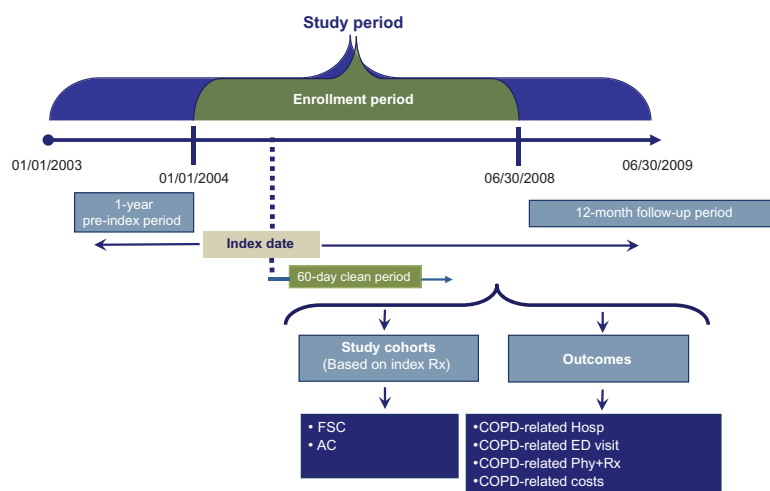 Study period
Enrollment period
01/01/2003
01/01/2004
06/30/2008
06/30/2009
1-year
pre-index period
12-month follow-up period
Index date
60-day clean period
Study cohorts
(Based on index Rx)
Outcomes
•FSC
•AC
•COPD-related Hosp
•COPD-related ED visit
•COPD-related Phy+Rx
•COPD-related costs